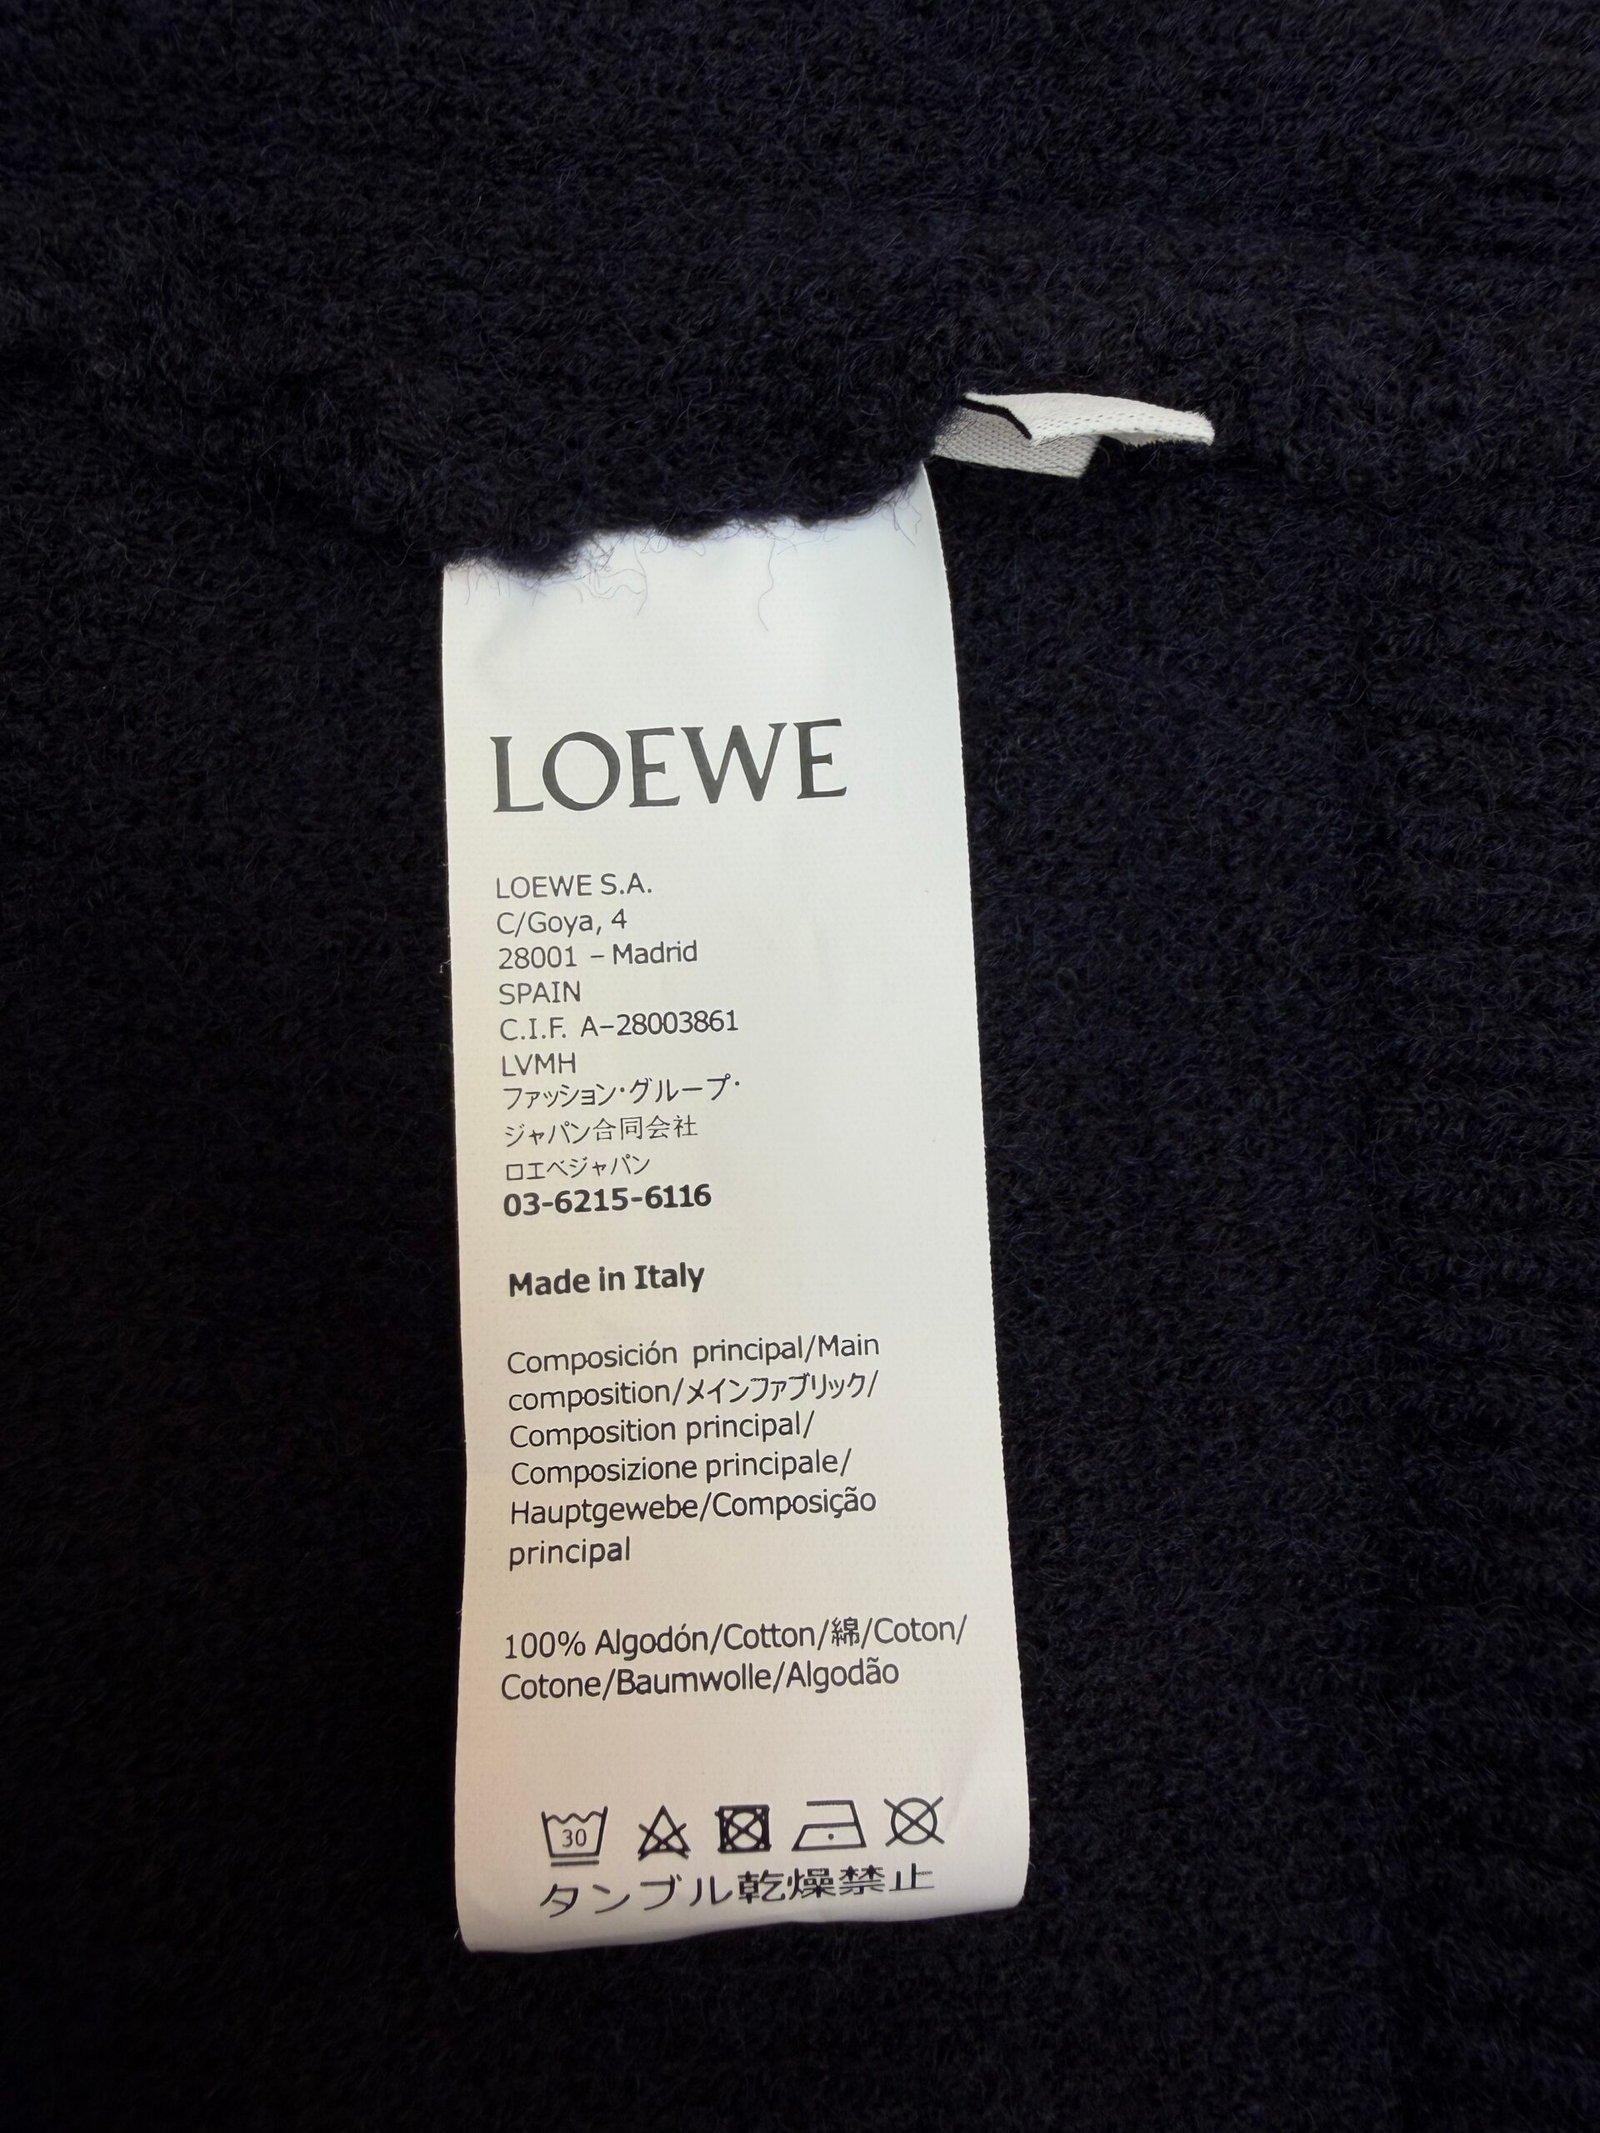 LOEWE
LOEWE S.A.
C/Goya, 4
28001 – Madrid
SPAIN
C.I.F. A–28003861
LVMH
ファッション・グループ・
ジャパン合同会社
ロエベジャパン
03-6215-6116
Made in Italy
Composición principal/Main
composition/メインファブリック/
Composition principal/
Composizione principale/
Hauptgewebe/Composição
principal
100% Algodón/Cotton/綿/Coton/
Cotone/Baumwolle/Algodão
30
タンブル乾燥禁止